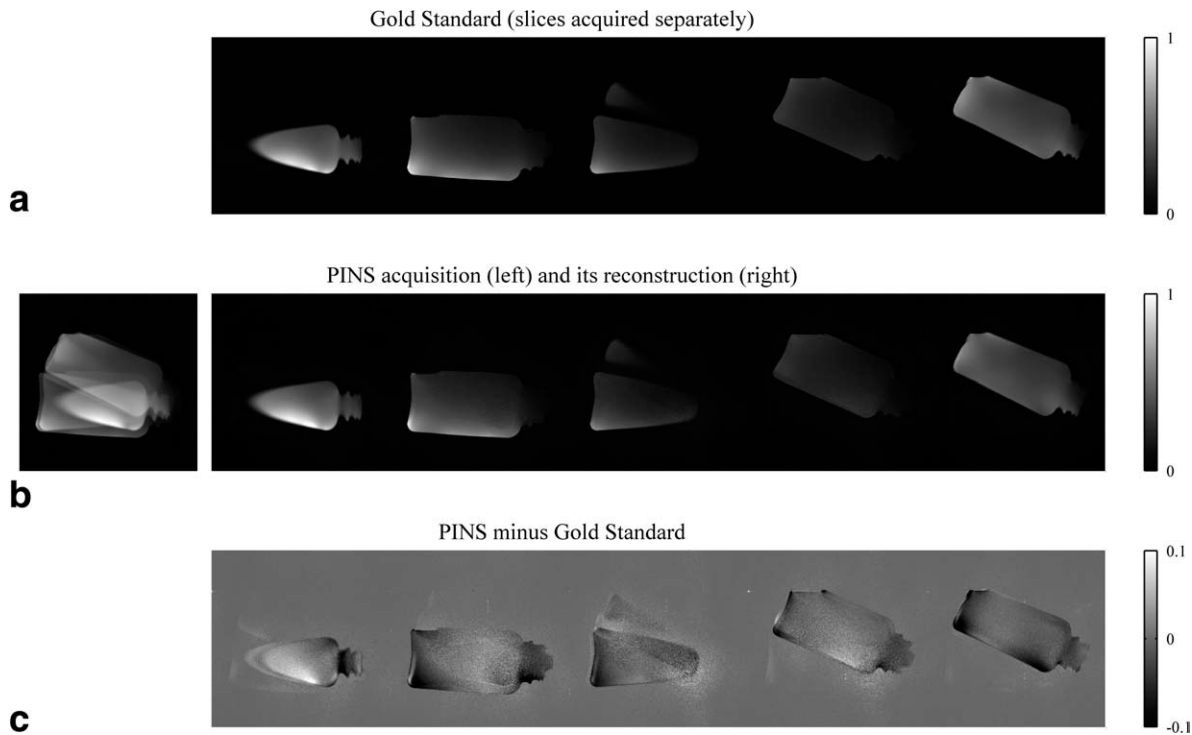 Gold Standard (slices acquired separately)
1
0
a
PINS acquisition (left) and its reconstruction (right)
1
0
b
PINS minus Gold Standard
0.1
0
-0.1
c